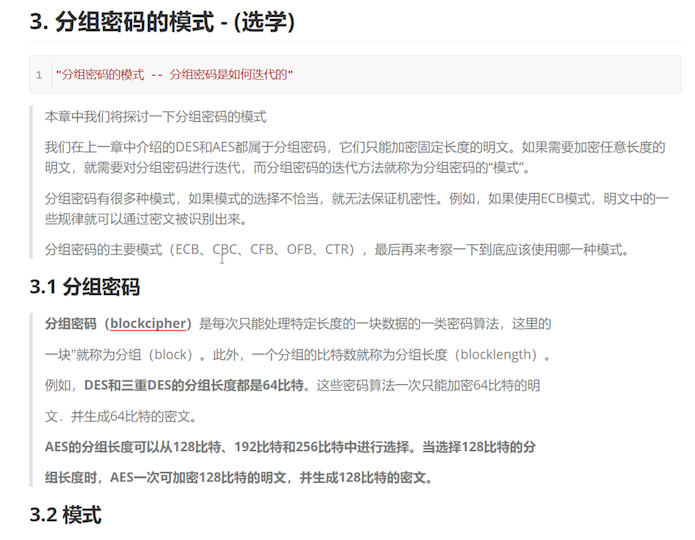 3. 分组密码的模式 - (选学)
1 "分组密码的模式 -- 分组密码是如何迭代的"
本章中我们将探讨一下分组密码的模式
我们在上一章中介绍的DES和AES都属于分组密码，它们只能加密固定长度的明文。如果需要加密任意长度的
明文，就需要对分组密码进行迭代，而分组密码的迭代方法就称为分组密码的“模式”。
分组密码有很多种模式，如果模式的选择不恰当，就无法保证机密性。例如，如果使用ECB模式，明文中的一
些规律就可以通过密文被识别出来。
分组密码的主要模式（ECB、CBC、CFB、OFB、CTR），最后再来考察一下到底应该使用哪一种模式。
3.1 分组密码
分组密码（blockcipher）是每次只能处理特定长度的一块数据的一类密码算法，这里的
一块"就称为分组（block）。此外，一个分组的比特数就称为分组长度（blocklength）。
例如，DES和三重DES的分组长度都是64比特。这些密码算法一次只能加密64比特的明
文．并生成64比特的密文。
AES的分组长度可以从128比特、192比特和256比特中进行选择。当选择128比特的分
组长度时，AES一次可加密128比特的明文，并生成128比特的密文。
3.2 模式